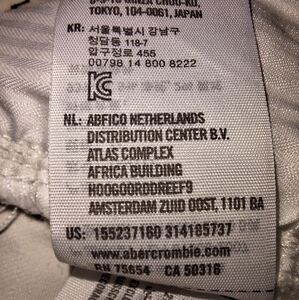 TOKYO, 104-0061, JAPAN
KR: 서울특별시 강남구
청담동 118-7
압구정로 455
00798 14 800 8222
NL: ABFICO NETHERLANDS
DISTRIBUTION CENTER B.V.
ATLAS COMPLEX
AFRICA BUILDING
HOOGOORDDREEF9
AMSTERDAM ZUID OOST, 1101 BA
US: 155237160 314185737
www.abercrombie.com
RN 75654 CA 50316